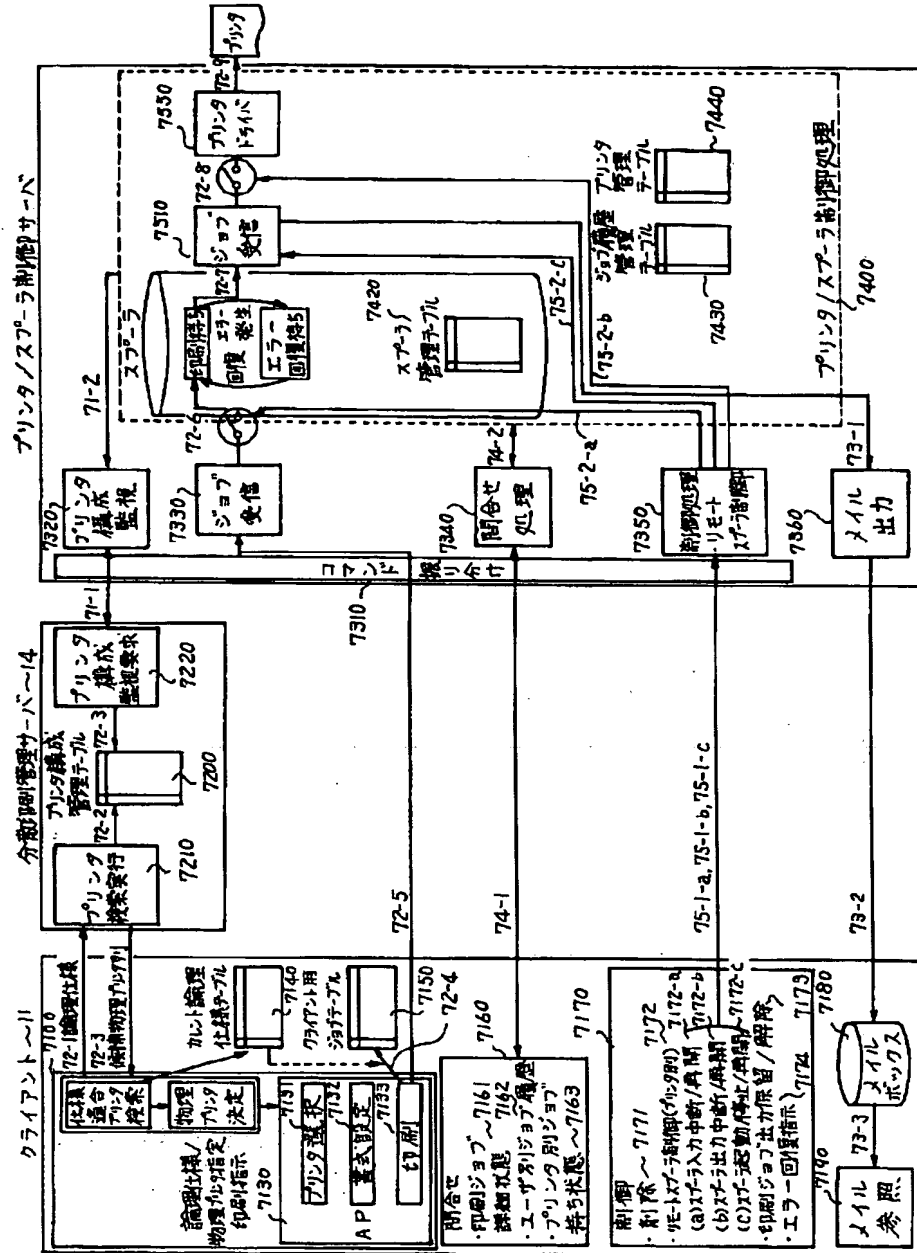 クライアント〜11
7100
仕様
適合
プリンタ
検索
物理
プリンタ
決定
論理仕様/
物理プリンタ指定
印刷指示
7130
AP
プリンタ選択
7131
書式設定
7132
印刷
7133
72-1論理仕様
72-3
候補物理プリンタ列
カレント論理
仕様テーブル
7140
クライアント用
ジョブテーブル
7150
72-4
72-5
問合せ
・印刷ジョブ
詳細状態〜7161
・ユーザ別ジョブ履歴
7162
・プリンタ別ジョブ
待ち状態〜7163
7160
74-1
制御
・削除〜7171
・リモートスプーラ制御(プリンタ別)
7172
(a)スプーラ入力中断/再開
7172-a
(b)スプーラ出力中断/再開
7172-b
(c)スプーラ起動/停止/再開
7172-c
・印刷ジョブ出力保留/解除
7173
・エラー回復指示
7174
7170
75-1-a, 75-1-b, 75-1-c
メイル
参照
7190
73-3
メイル
ボックス
7180
73-2
分散印刷管理サーバ〜14
プリンタ
検索実行
7210
72-2
プリンタ構成
管理テーブル
7200
72-3
プリンタ
構成
監視要求
7220
71-1
プリンタ/スプーラ制御サーバ
コマンド振り分け
7310
プリンタ
構成
監視
7320
71-2
ジョブ
受信
7330
72-6
問合せ
処理
7340
74-2
制御処理
・リモート
スプーラ制御
7350
75-2-a
75-2-b
75-2-c
メイル
出力
7360
73-1
スプーラ
印刷待ち
エラー
回復
発生
エラー
回復待ち
スプーラ
管理テーブル
7420
72-7
ジョブ
受信
7510
72-8
プリンタ
ドライバ
7550
72-9
プリンタ
ジョブ履歴
管理
テーブル
7430
プリンタ
管理
テーブル
7440
プリンタ/スプーラ制御処理
7400